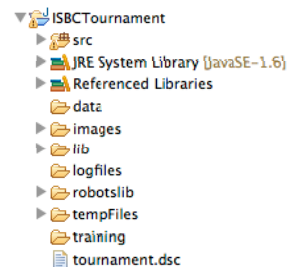 ISBCTournament
src
JRE System Library [JavaSE-1.6]
Referenced Libraries
data
images
lib
logfiles
robotslib
tempFiles
training
tournament.dsc